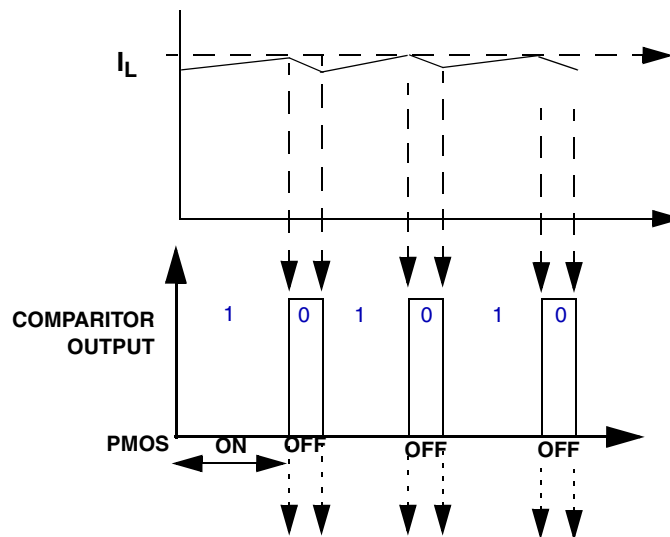 I_L
COMPARITOR
OUTPUT
1 0 1 0 1 0
PMOS ON OFF OFF OFF